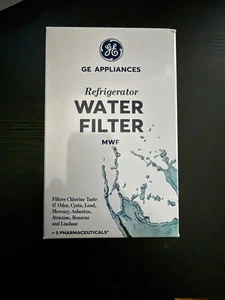 GE
GE APPLIANCES
Refrigerator
WATER
FILTER
MWF
Filters Chlorine Taste
& Odor, Cysts, Lead,
Mercury, Asbestos,
Atrazine, Benzene
and Lindane
+ 5 PHARMACEUTICALS*